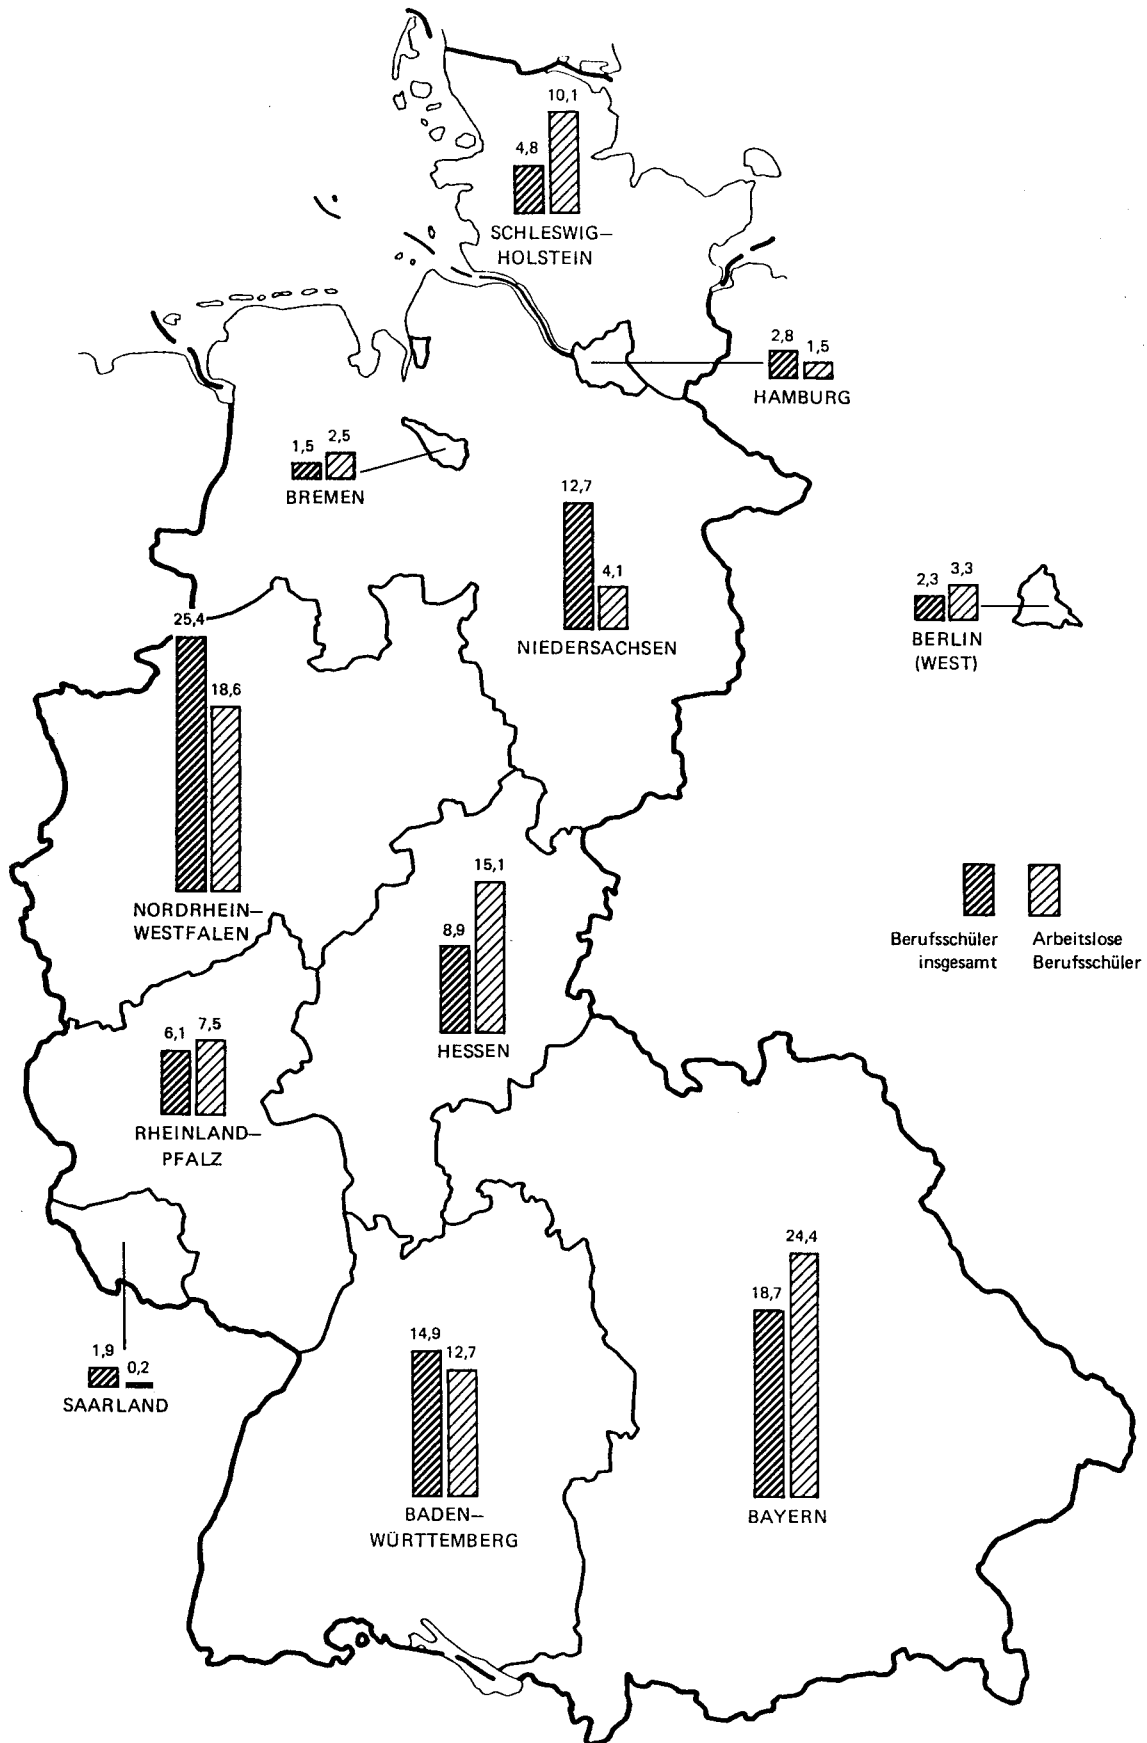 10,1
4,8
SCHLESWIG–
HOLSTEIN
2,8
1,5
HAMBURG
1,5
2,5
BREMEN
12,7
4,1
NIEDERSACHSEN
2,3
3,3
BERLIN
(WEST)
25,4
18,6
NORDRHEIN–
WESTFALEN
15,1
8,9
HESSEN
Berufsschüler
insgesamt
Arbeitslose
Berufsschüler
6,1
7,5
RHEINLAND–
PFALZ
24,4
18,7
BAYERN
1,9
0,2
SAARLAND
14,9
12,7
BADEN–
WÜRTTEMBERG